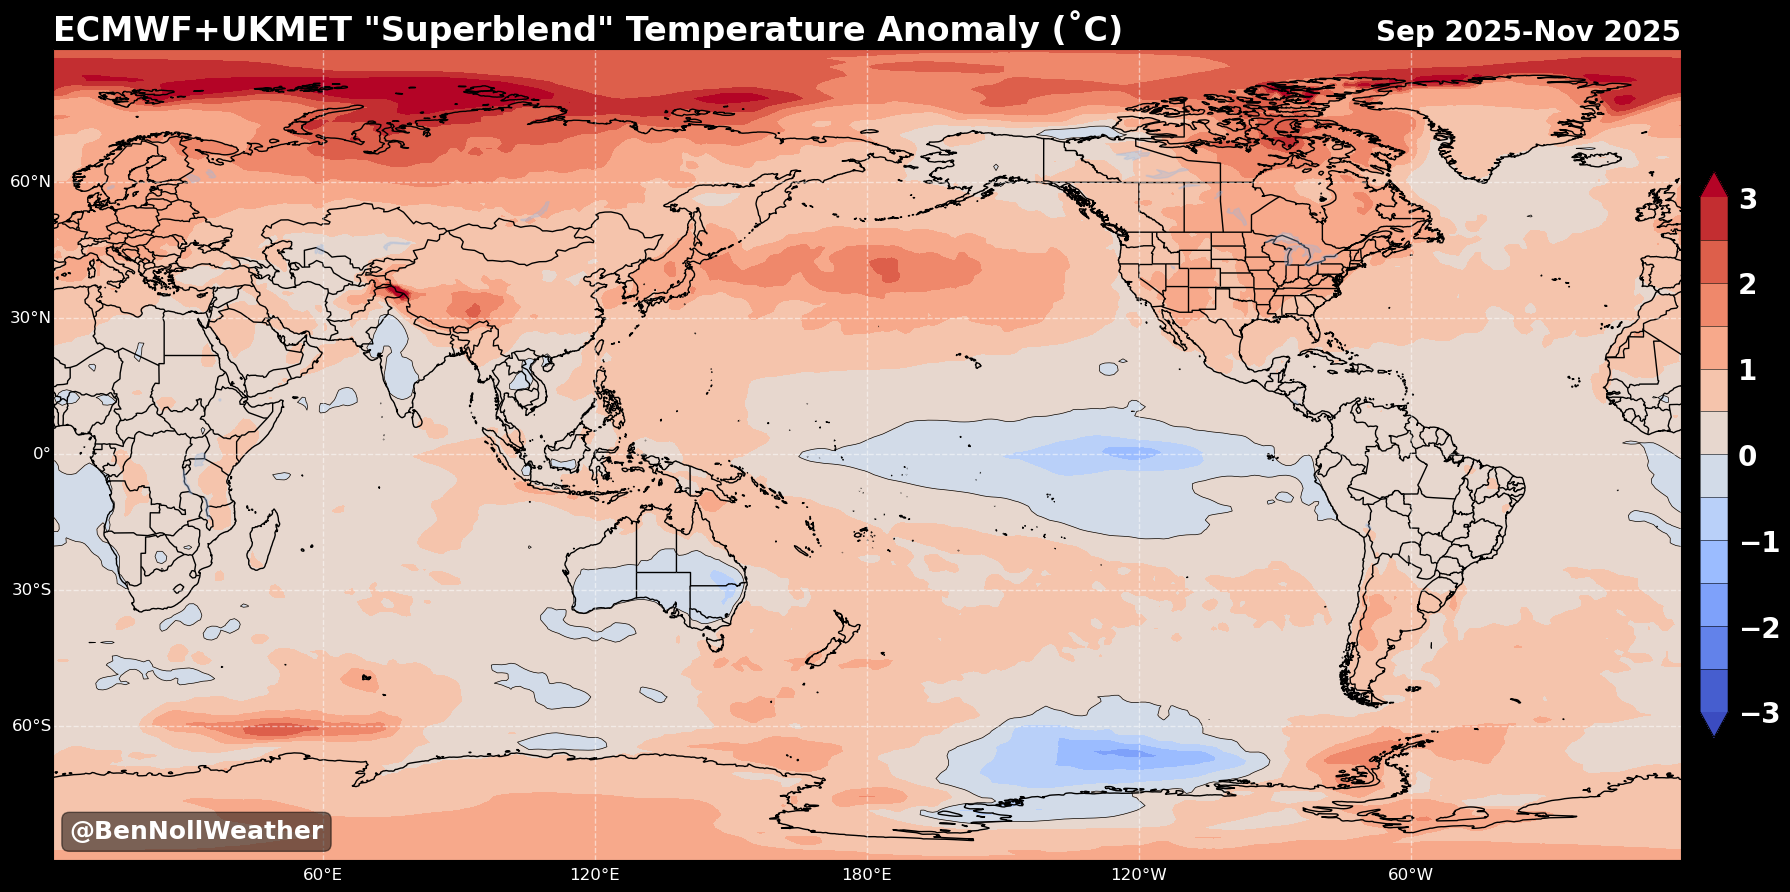 ECMWF+UKMET "Superblend" Temperature Anomaly (˚C)
Sep 2025-Nov 2025
60°N
30°N
0°
30°S
60°S
60°E
120°E
180°E
120°W
60°W
3
2
1
0
−1
−2
−3
@BenNollWeather